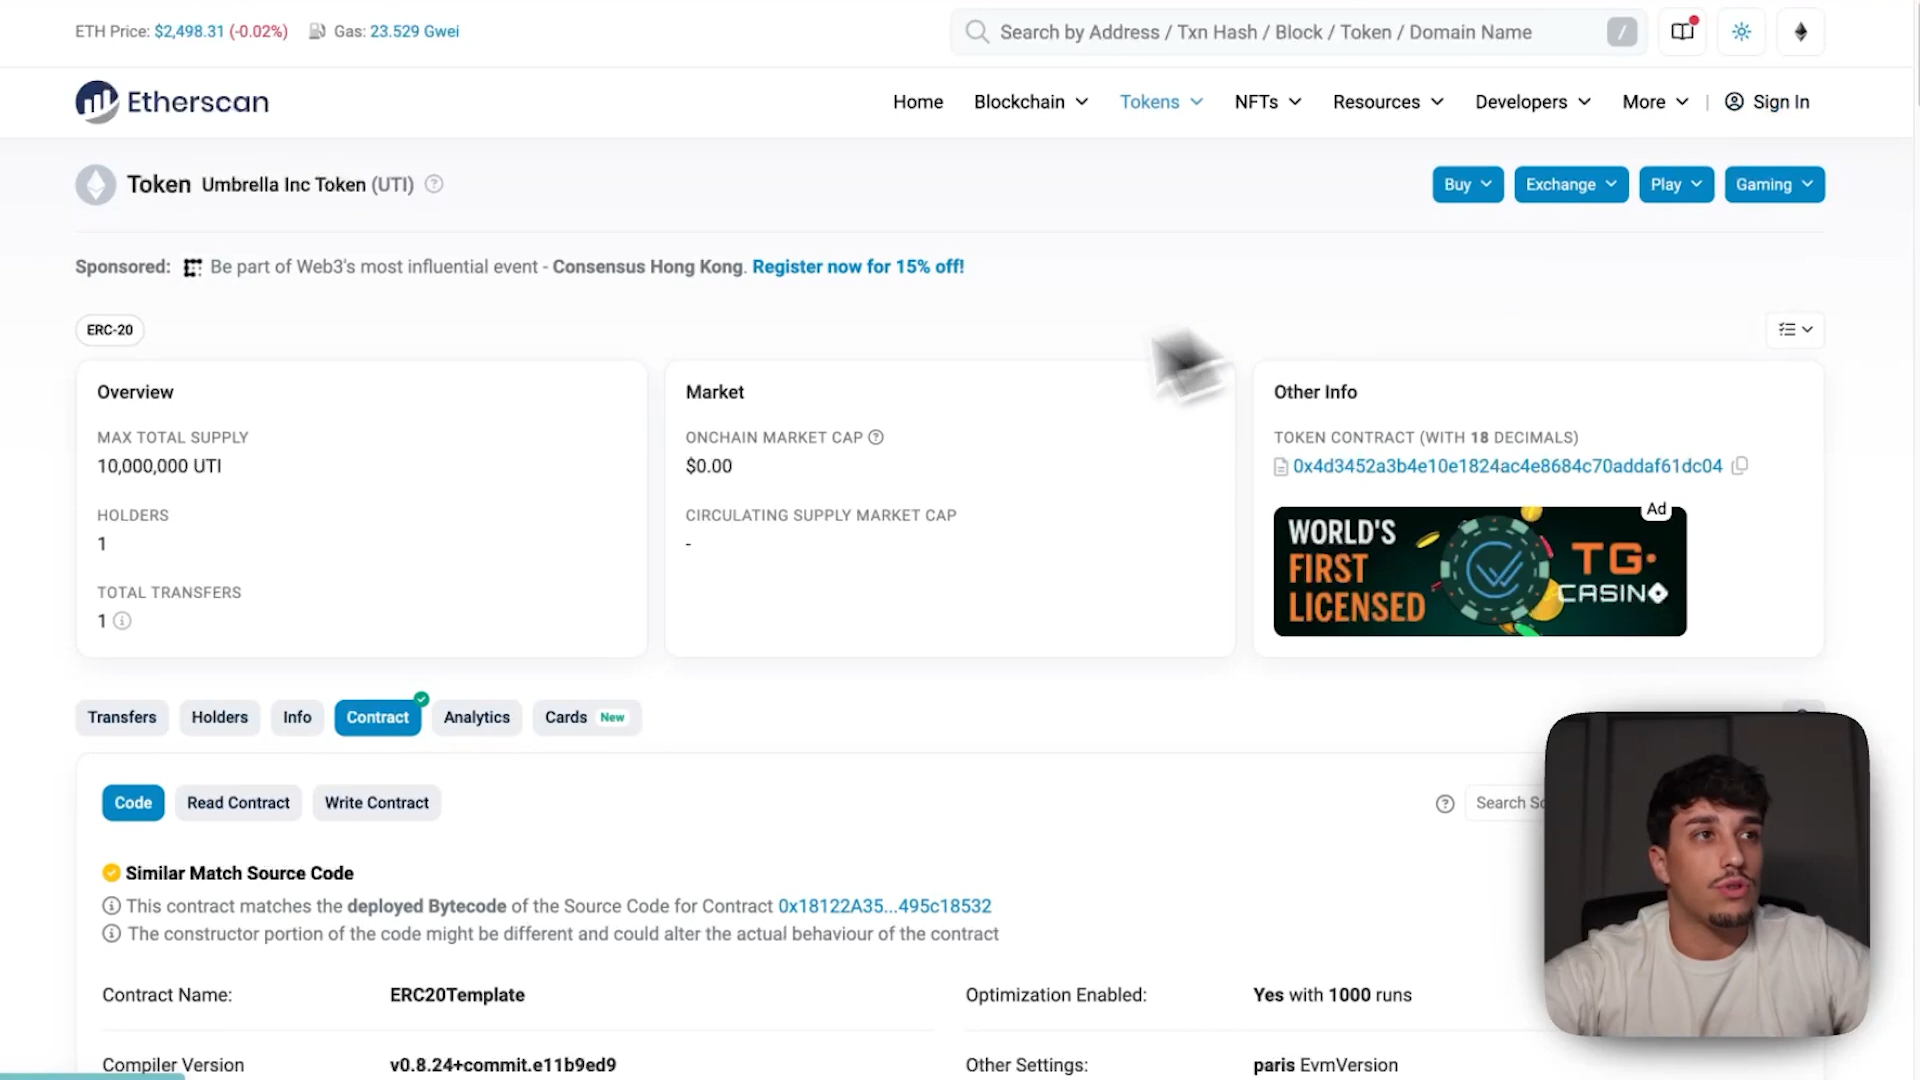 ETH Price: $2,498.31 (-0.02%) Gas: 23.529 Gwei
Search by Address / Txn Hash / Block / Token / Domain Name /
Etherscan
Home Blockchain Tokens NFTs Resources Developers More | Sign In
Token Umbrella Inc Token (UTI)
Buy Exchange Play Gaming
Sponsored: Be part of Web3's most influential event - Consensus Hong Kong. Register now for 15% off!
ERC-20
Overview
MAX TOTAL SUPPLY
10,000,000 UTI
HOLDERS
1
TOTAL TRANSFERS
1
Market
ONCHAIN MARKET CAP
$0.00
CIRCULATING SUPPLY MARKET CAP
-
Other Info
TOKEN CONTRACT (WITH 18 DECIMALS)
0x4d3452a3b4e10e1824ac4e8684c70addaf61dc04
Ad
WORLD'S
FIRST
LICENSED
TG.
CASINO
Transfers Holders Info Contract Analytics Cards New
Code Read Contract Write Contract
Search So
Similar Match Source Code
This contract matches the deployed Bytecode of the Source Code for Contract 0x18122A35...495c18532
The constructor portion of the code might be different and could alter the actual behaviour of the contract
Contract Name: ERC20Template
Optimization Enabled: Yes with 1000 runs
Compiler Version v0.8.24+commit.e11b9ed9
Other Settings: paris EvmVersion